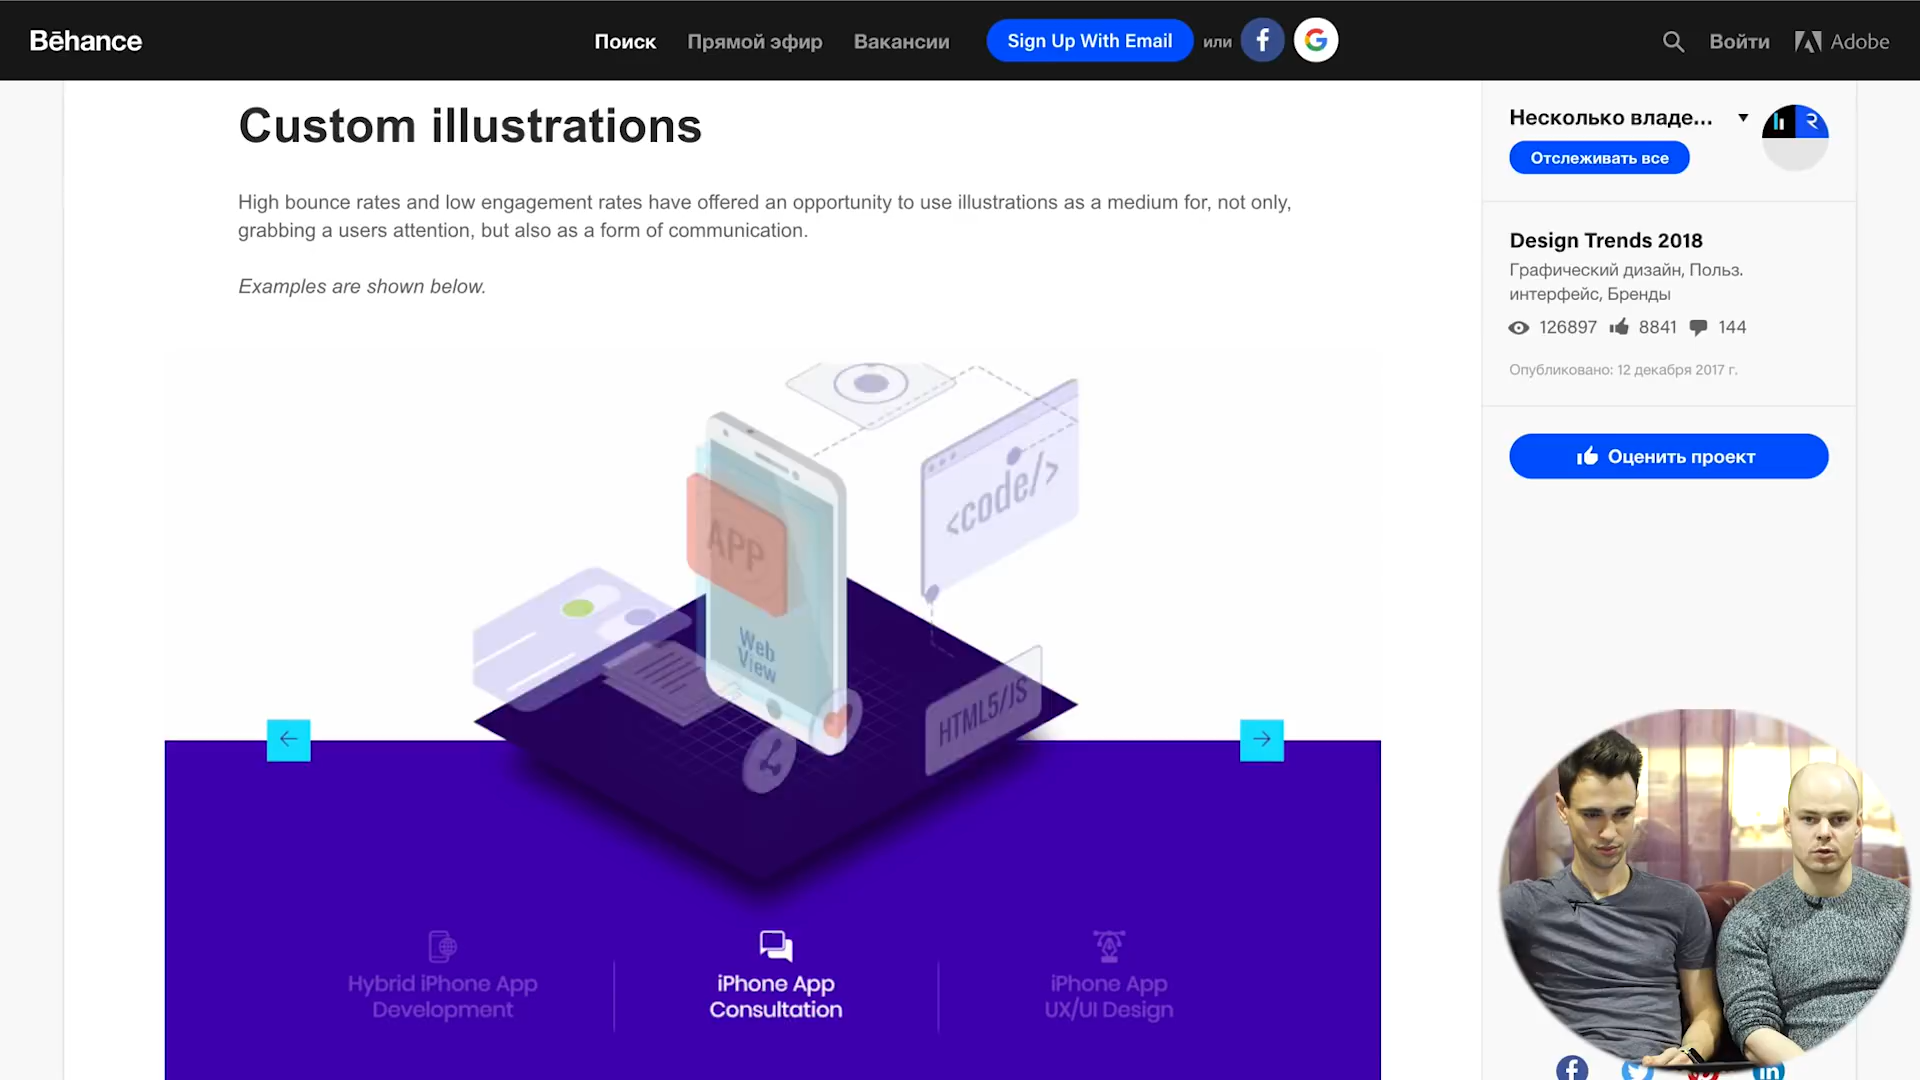 Bēhance
Поиск
Прямой эфир
Вакансии
Sign Up With Email
или
Войти
Adobe
Custom illustrations
High bounce rates and low engagement rates have offered an opportunity to use illustrations as a medium for, not only,
grabbing a users attention, but also as a form of communication.
Examples are shown below.
<code/>
APP
Web
View
HTML5/JS
Hybrid iPhone App
Development
iPhone App
Consultation
iPhone App
UX/UI Design
Несколько владе...
Отслеживать все
Design Trends 2018
Графический дизайн, Польз.
интерфейс, Бренды
126897 8841 144
Опубликовано: 12 декабря 2017 г.
Оценить проект